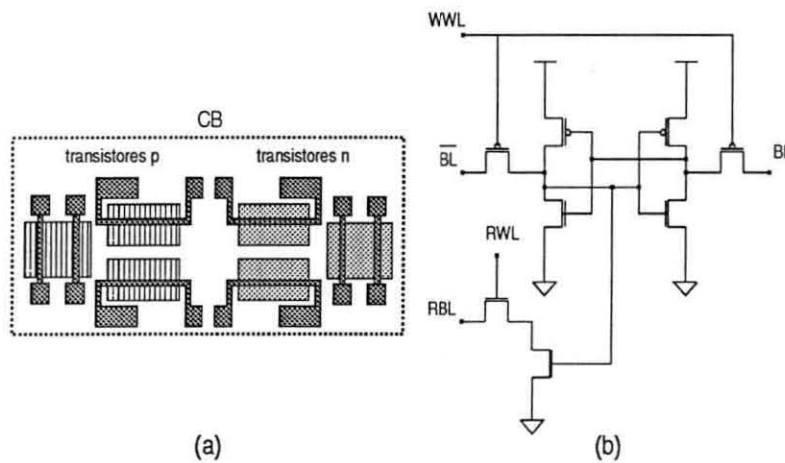 CB
transistores p
transistores n
(a)
WWL
BL
BL
RWL
RBL
(b)